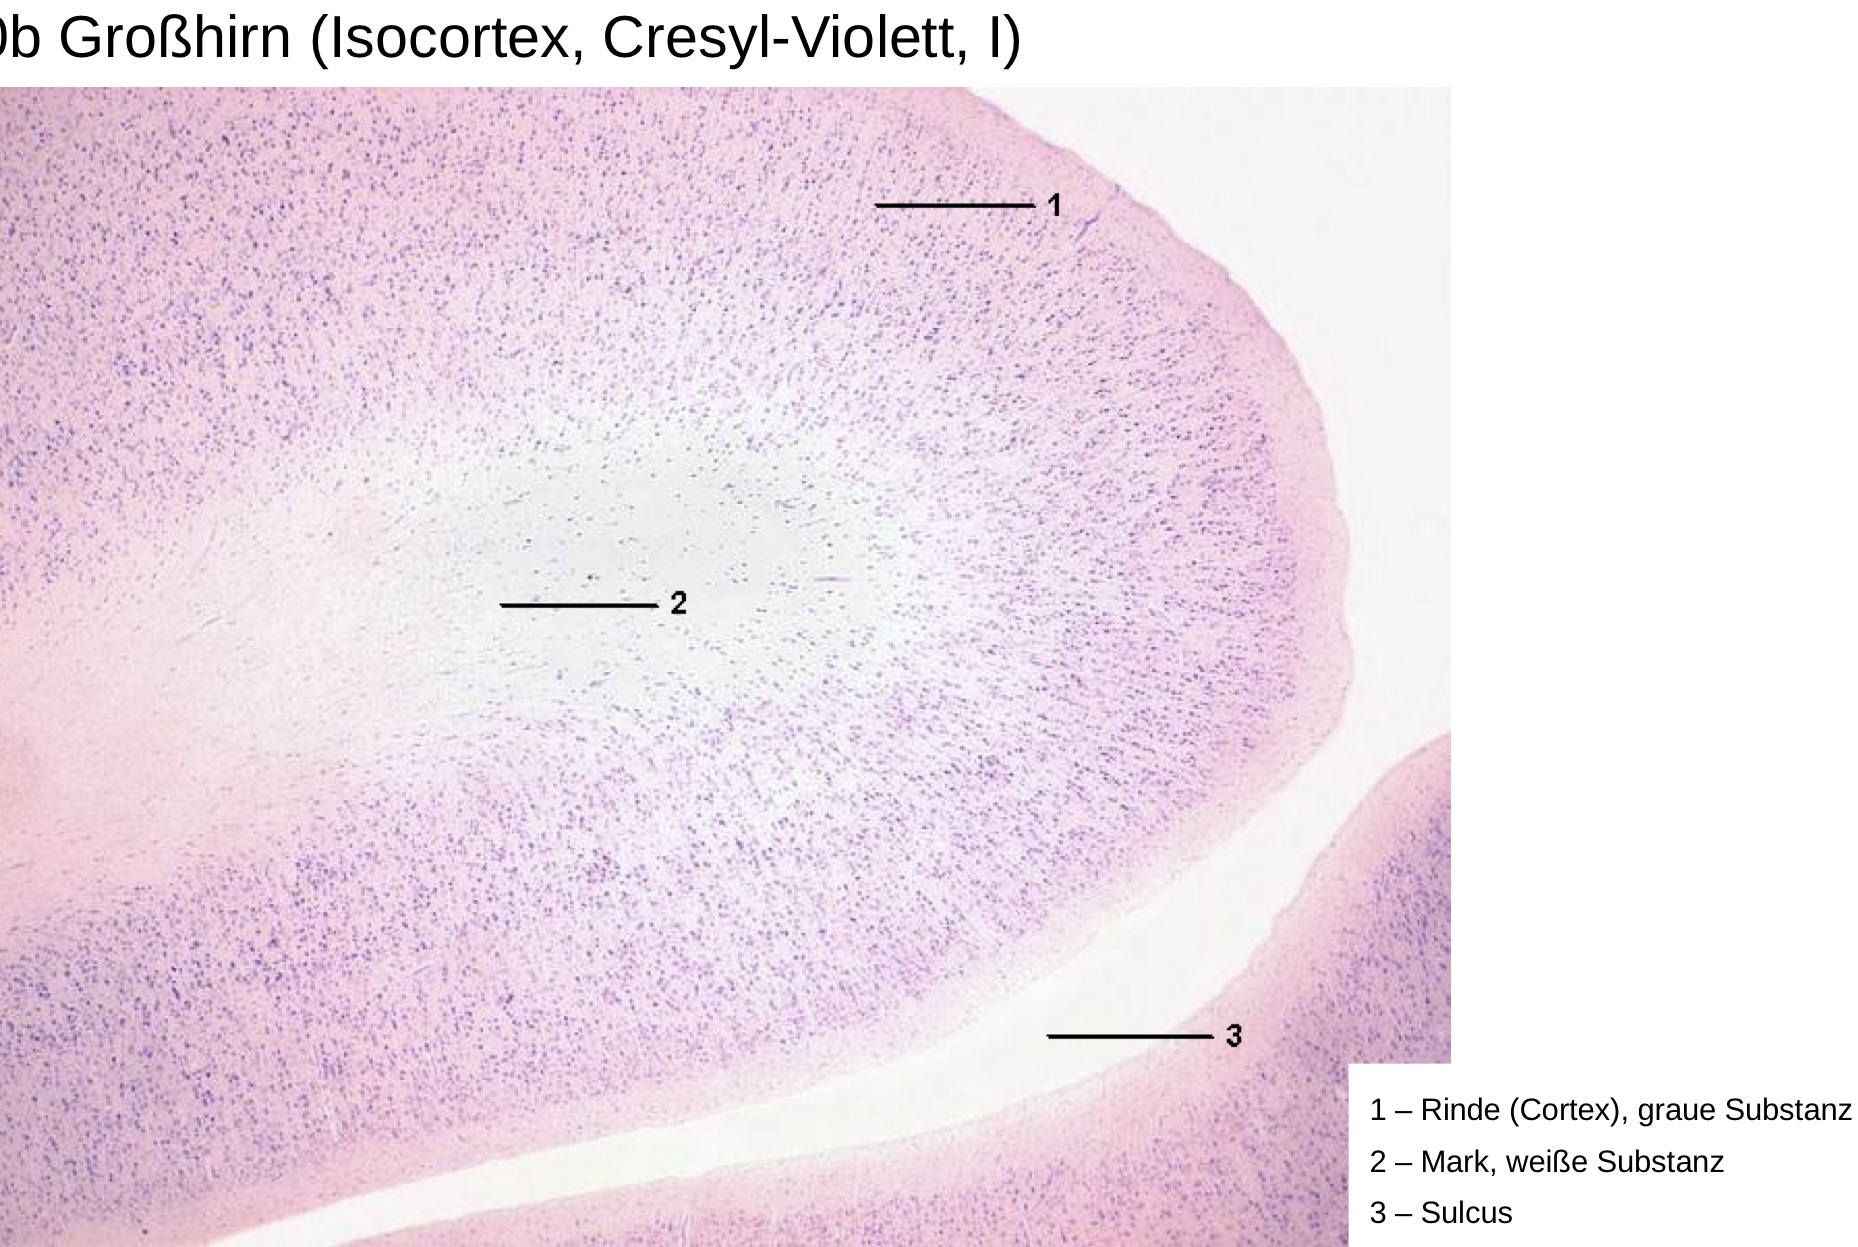 0b Großhirn (Isocortex, Cresyl-Violett, I)
1
2
3
1 – Rinde (Cortex), graue Substanz
2 – Mark, weiße Substanz
3 – Sulcus